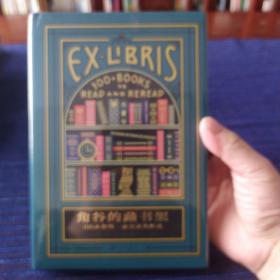 EX·LIBRIS
100+ BOOKS
TO
READ AND REREAD
角谷的藏书架